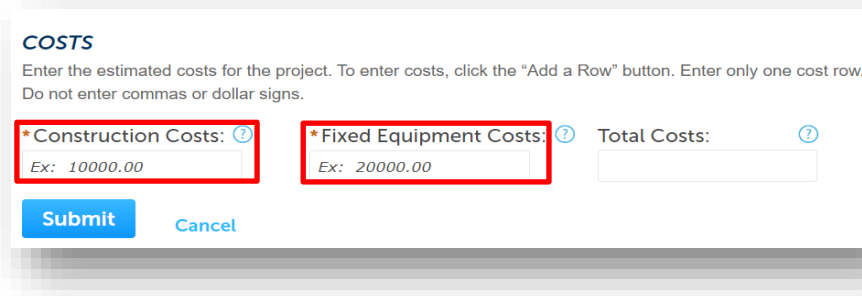 COSTS
Enter the estimated costs for the project. To enter costs, click the “Add a Row” button. Enter only one cost row.
Do not enter commas or dollar signs.
*Construction Costs: ? *Fixed Equipment Costs: ? Total Costs: ?
Ex: 10000.00 Ex: 20000.00
Submit Cancel